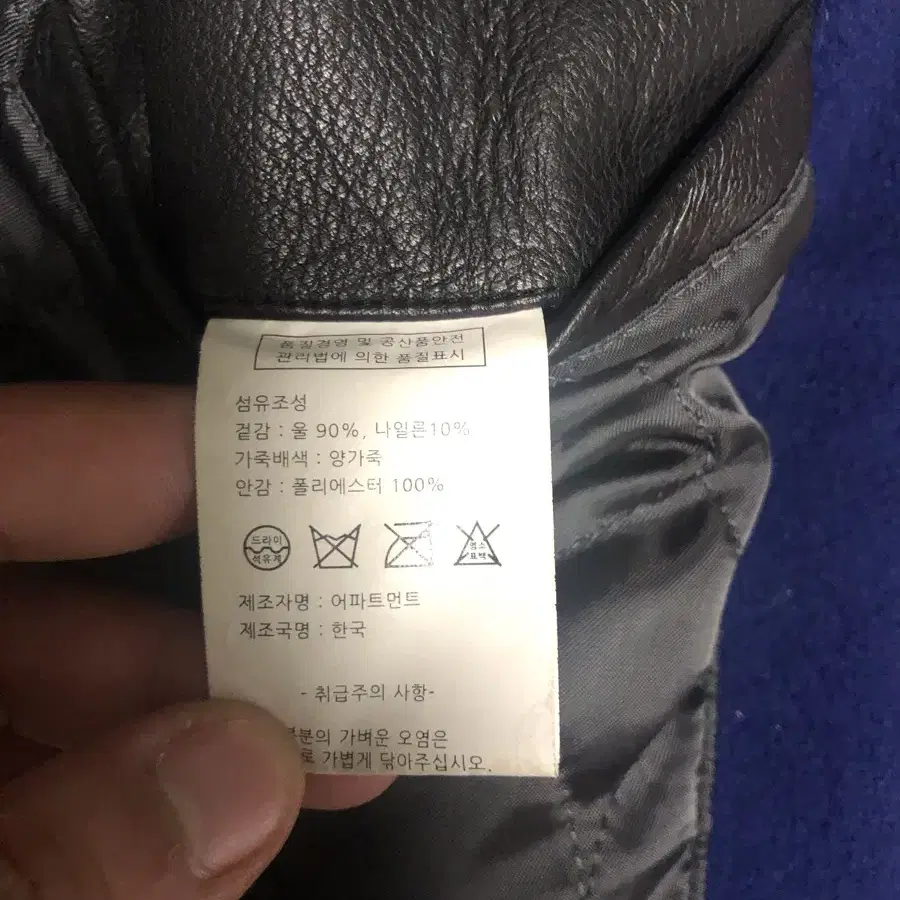 품질경영 및 공산품안전
관리법에 의한 품질표시
섬유조성
겉감 : 울 90%, 나일론10%
가죽배색 : 양가죽
안감 : 폴리에스터 100%
드라이
석유계
염소
표백
제조자명 : 어파트먼트
제조국명 : 한국
- 취급주의 사항-
가벼운 오염은
가볍게 닦아주십시오.